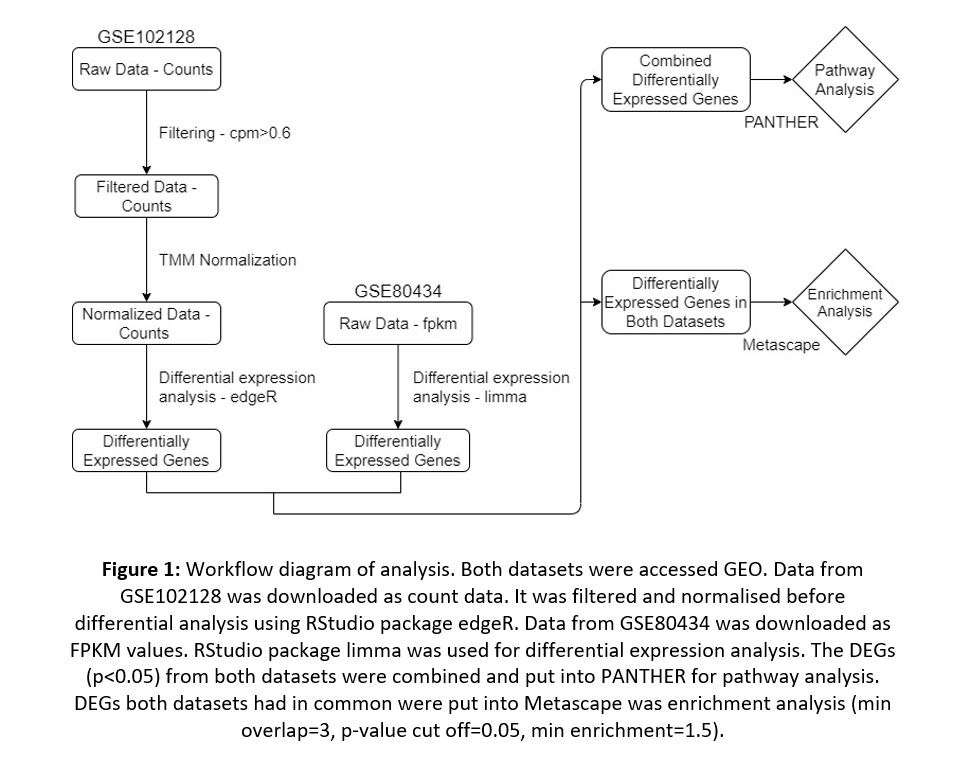 GSE102128
Raw Data - Counts
Filtering - cpm>0.6
Filtered Data -
Counts
TMM Normalization
Normalized Data -
Counts
Differential expression
analysis - edgeR
Differentially
Expressed Genes
GSE80434
Raw Data - fpkm
Differential expression
analysis - limma
Differentially
Expressed Genes
Combined
Differentially
Expressed Genes
PANTHER
Pathway
Analysis
Differentially
Expressed Genes in
Both Datasets
Metascape
Enrichment
Analysis
Figure 1: Workflow diagram of analysis. Both datasets were accessed GEO. Data from
GSE102128 was downloaded as count data. It was filtered and normalised before
differential analysis using RStudio package edgeR. Data from GSE80434 was downloaded as
FPKM values. RStudio package limma was used for differential expression analysis. The DEGs
(p<0.05) from both datasets were combined and put into PANTHER for pathway analysis.
DEGs both datasets had in common were put into Metascape was enrichment analysis (min
overlap=3, p-value cut off=0.05, min enrichment=1.5).